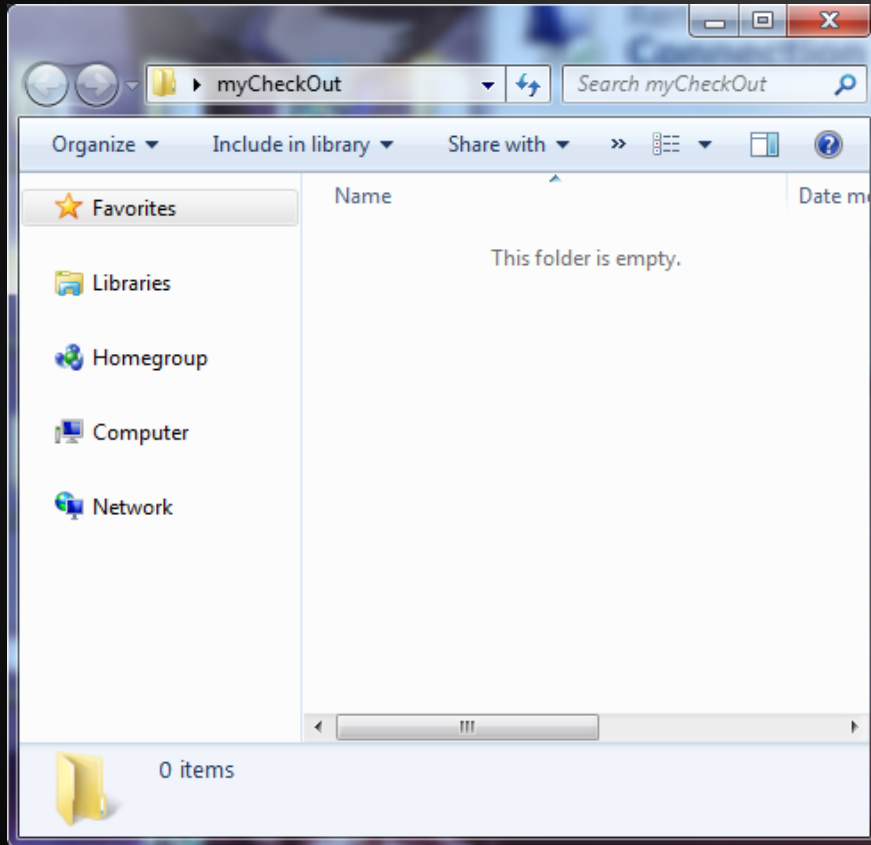 Connection
myCheckOut
Search myCheckOut
Organize
Include in library
Share with
»
Favorites
Libraries
Homegroup
Computer
Network
Name
Date
This folder is empty.
0 items